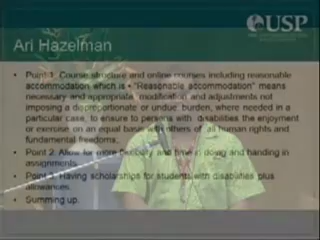 USP
Ari Hazelman
• Point 1: Course structure and online courses including reasonable
accommodation which is - "Reasonable accommodation" means
necessary and appropriate modification and adjustments not
imposing a disproportionate or undue burden, where needed in a
particular case, to ensure to persons with disabilities the enjoyment
or exercise on an equal basis with others of all human rights and
fundamental freedoms;
• Point 2: Allow for more flexibility and time in doing and handing in
assignments.
• Point 3: Having scholarships for students with disabilities plus
allowances.
• Summing up.